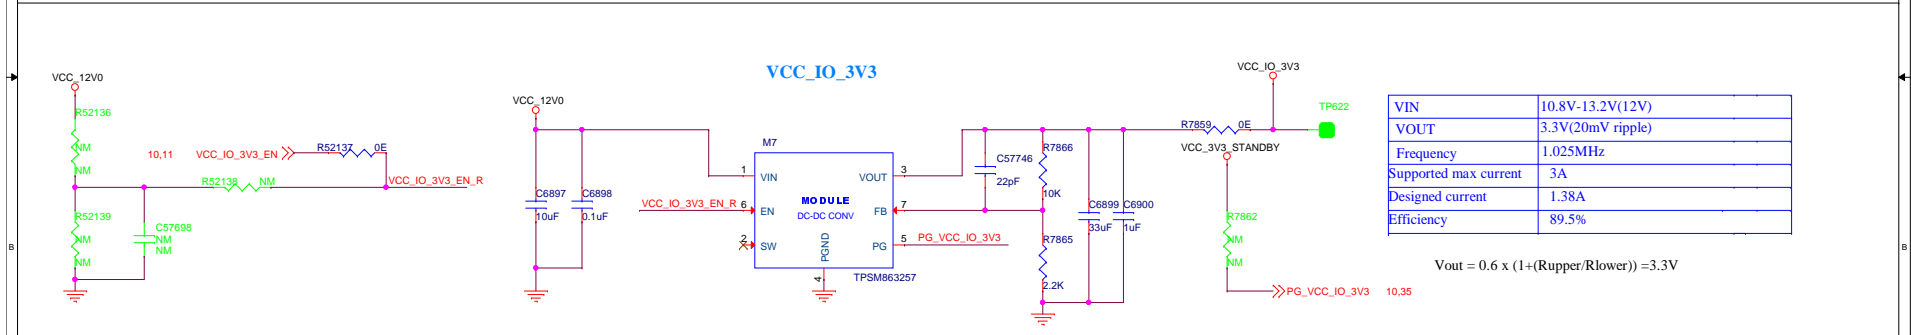 VCC_IO_3V3
VCC_12V0
R52136
NM
NM
10,11 VCC_IO_3V3_EN R52137 0E
R52138 NM VCC_IO_3V3_EN_R
R52139
NM
NM
C57698
NM
NM
B
VCC_12V0
C6897
10uF
C6898
0.1uF
VCC_IO_3V3_EN_R
M7
1 VIN VOUT 3
MODULE
DC-DC CONV
6 EN FB 7
2 SW PG 5
PGND
4
TPSM863257
PG_VCC_IO_3V3
C57746
22pF
R7866
10K
R7865
2.2K
C6899
33uF
C6900
1uF
R7859 0E
VCC_IO_3V3
TP622
VCC_3V3_STANDBY
R7862
NM
NM
PG_VCC_IO_3V3 10,35
VIN 10.8V-13.2V(12V)
VOUT 3.3V(20mV ripple)
Frequency 1.025MHz
Supported max current 3A
Designed current 1.38A
Efficiency 89.5%
Vout = 0.6 x (1+(Rupper/Rlower)) =3.3V
B